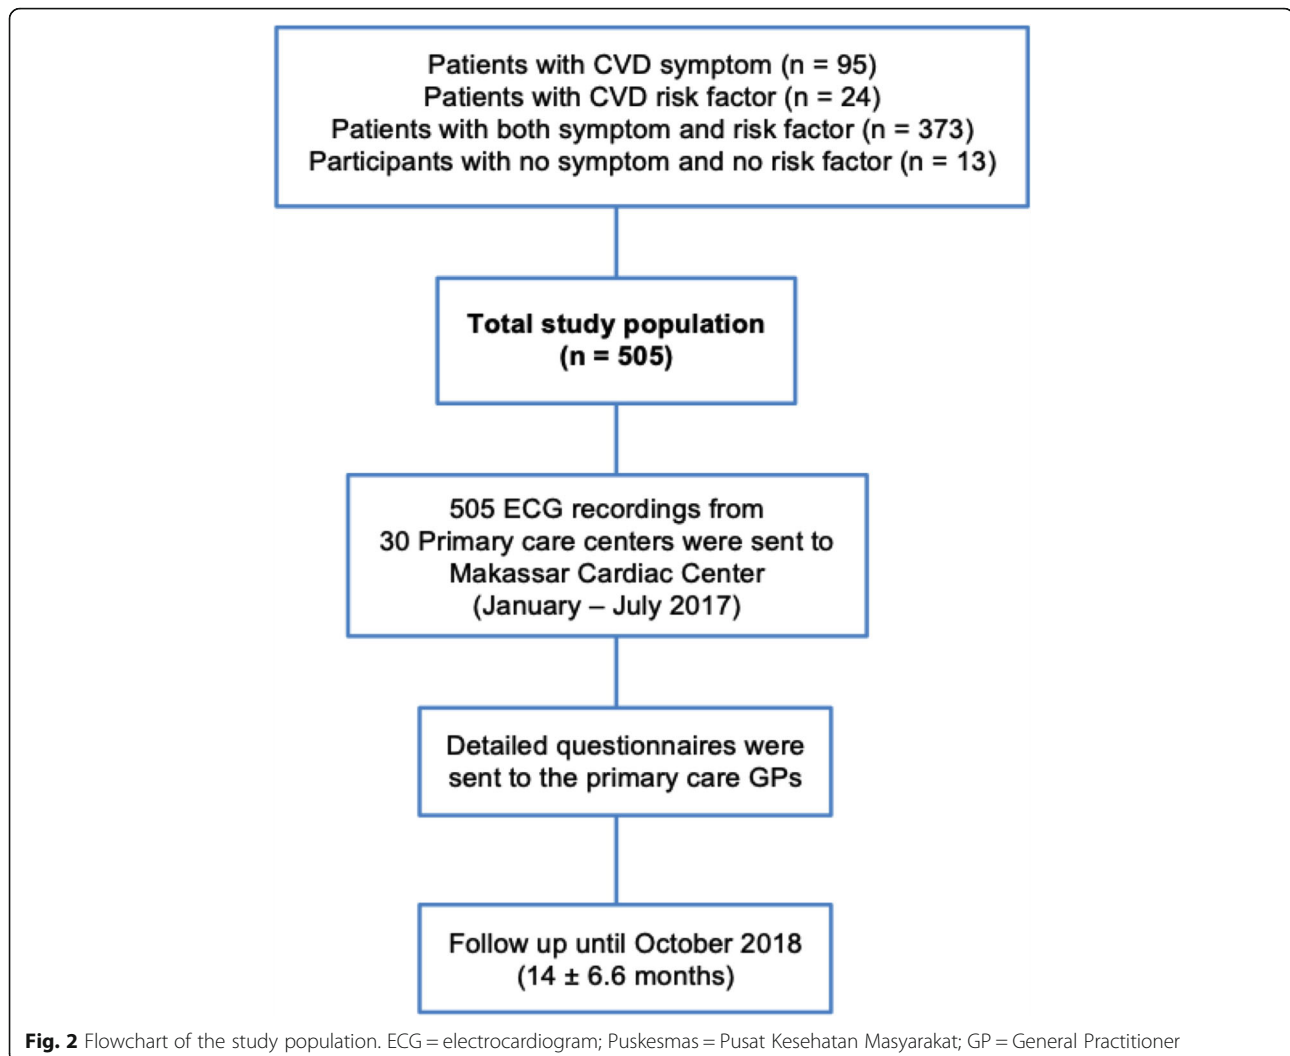 Patients with CVD symptom (n = 95)
Patients with CVD risk factor (n = 24)
Patients with both symptom and risk factor (n = 373)
Participants with no symptom and no risk factor (n = 13)
Total study population
(n = 505)
505 ECG recordings from
30 Primary care centers were sent to
Makassar Cardiac Center
(January – July 2017)
Detailed questionnaires were
sent to the primary care GPs
Follow up until October 2018
(14 ± 6.6 months)
Fig. 2 Flowchart of the study population. ECG = electrocardiogram; Puskesmas = Pusat Kesehatan Masyarakat; GP = General Practitioner